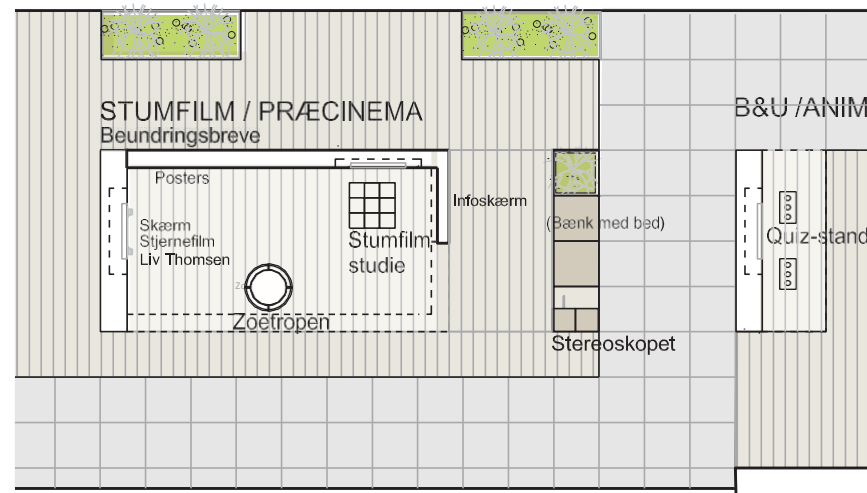 STUMFILM / PRÆCINEMA
Beundringsbreve
B&U /ANIM
Posters
Infoskærm
Skærm
Stjernefilm
Liv Thomsen
Stumfilm-
studie
(Bænk med bed)
Quiz-stand
Zoetropen
Stereoskopet